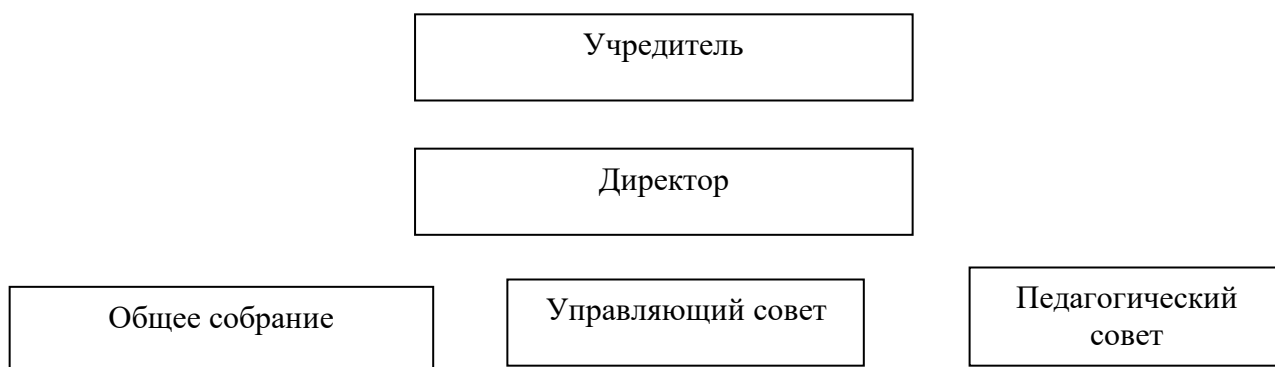 Учредитель
Директор
Общее собрание
Управляющий совет
Педагогический
совет